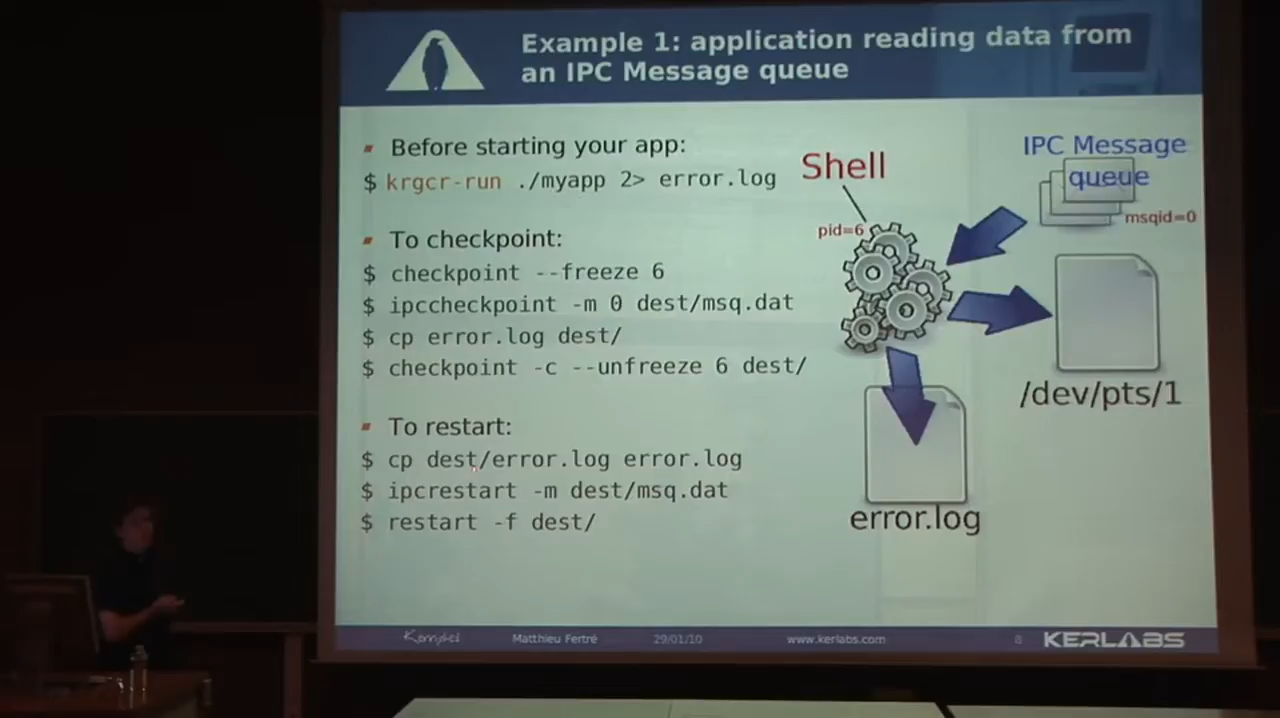 Example 1: application reading data from
an IPC Message queue
Before starting your app:
$ krgcr-run ./myapp 2> error.log
To checkpoint:
$ checkpoint --freeze 6
$ ipccheckpoint -m 0 dest/msq.dat
$ cp error.log dest/
$ checkpoint -c --unfreeze 6 dest/
To restart:
$ cp dest/error.log error.log
$ ipcrestart -m dest/msq.dat
$ restart -f dest/
Shell
pid=6
IPC Message
queue
msqid=0
/dev/pts/1
error.log
Kerrighed
Matthieu Fertré
29/01/10
www.kerlabs.com
8
KERLABS